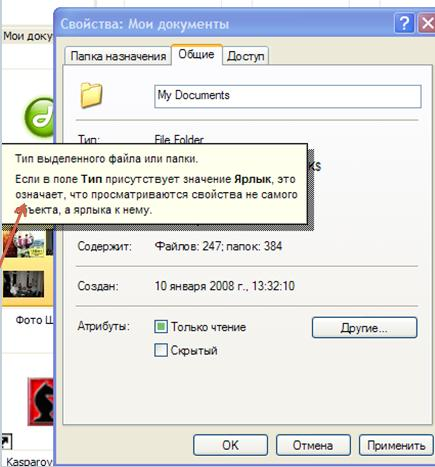 Свойства: Мои документы
Мои доку
Папка назначения
Общие
Доступ
My Documents
Тип:
File Folder
Тип выделенного файла или папки.
Если в поле Тип присутствует значение Ярлык, это
означает, что просматриваются свойства не самого
объекта, а ярлыка к нему.
KS
Содержит:
Файлов: 247; папок: 384
Создан:
10 января 2008 г., 13:32:10
Фото Ш
Атрибуты:
Только чтение
Другие...
Скрытый
Kasparov
OK
Отмена
Применить